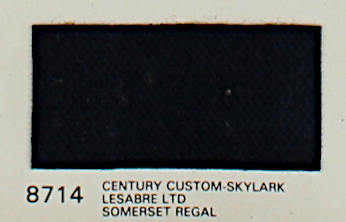 8714 CENTURY CUSTOM-SKYLARK
LESABRE LTD
SOMERSET REGAL